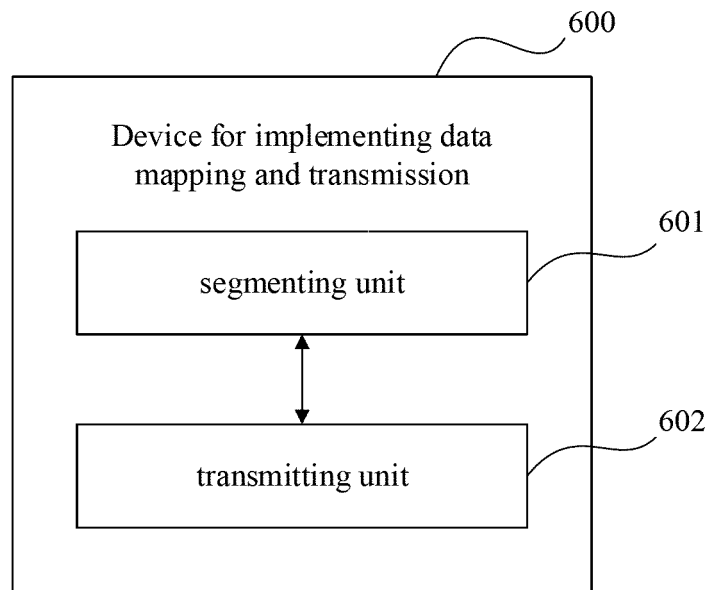 600
Device for implementing data
mapping and transmission
601
segmenting unit
602
transmitting unit